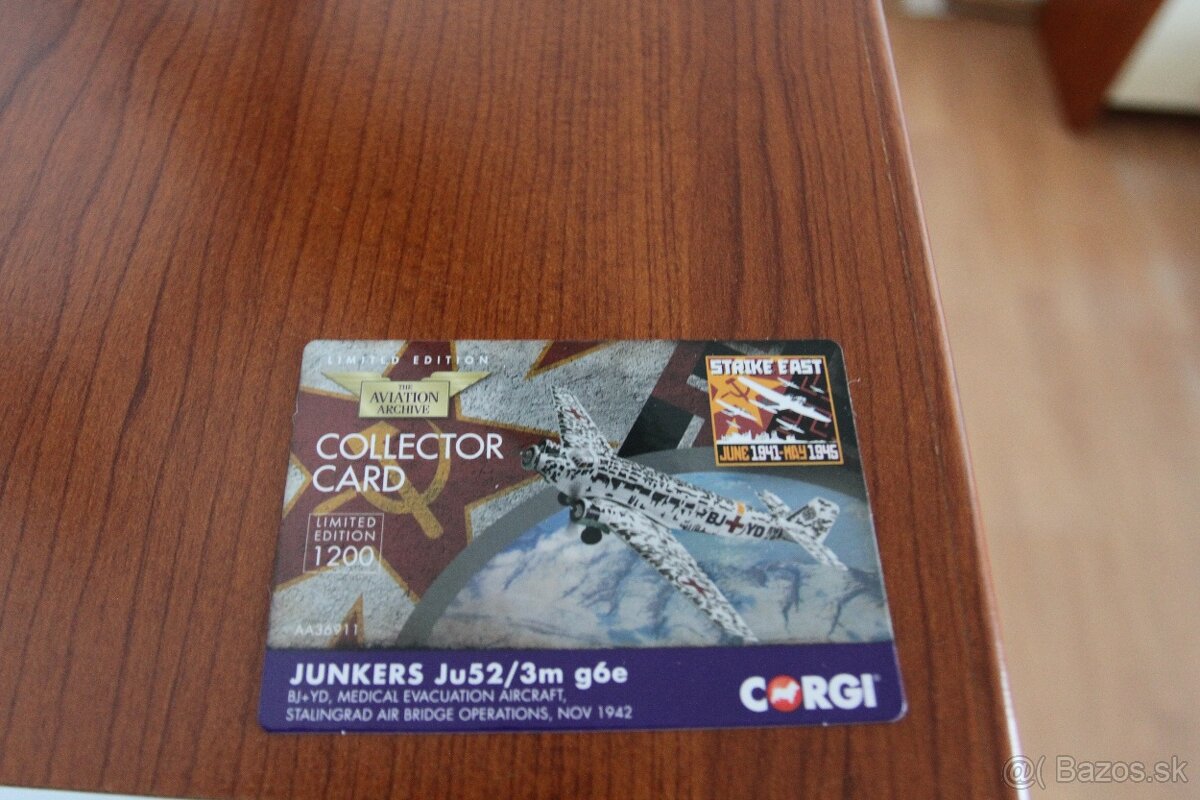 LIMITED EDITION
THE
AVIATION
ARCHIVE
COLLECTOR
CARD
LIMITED
EDITION
1200
AA36911
STRIKE EAST
JUNE 1941-MAY 1945
BJ+YD
JUNKERS Ju52/3m g6e
BJ+YD, MEDICAL EVACUATION AIRCRAFT,
STALINGRAD AIR BRIDGE OPERATIONS, NOV 1942
CORGI
@( Bazos.sk